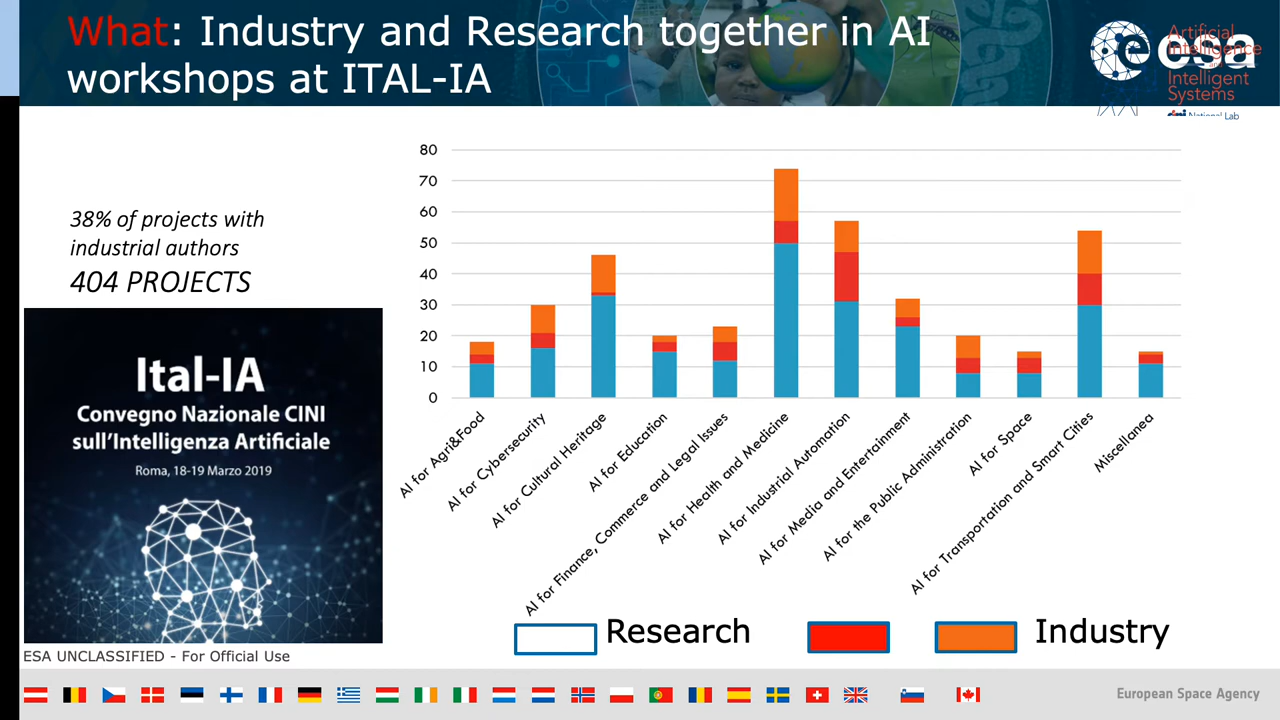 What: Industry and Research together in AI
workshops at ITAL-IA
esa
Artificial
Intelligence
and
Intelligent
Systems
cini National Lab
38% of projects with
industrial authors
404 PROJECTS
Ital-IA
Convegno Nazionale CINI
sull'Intelligenza Artificiale
Roma, 18-19 Marzo 2019
80
70
60
50
40
30
20
10
0
AI for Agri&Food
AI for Cybersecurity
AI for Cultural Heritage
AI for Education
AI for Finance, Commerce and Legal Issues
AI for Health and Medicine
AI for Industrial Automation
AI for Media and Entertainment
AI for the Public Administration
AI for Space
AI for Transportation and Smart Cities
Miscellanea
Research
Industry
ESA UNCLASSIFIED - For Official Use
European Space Agency